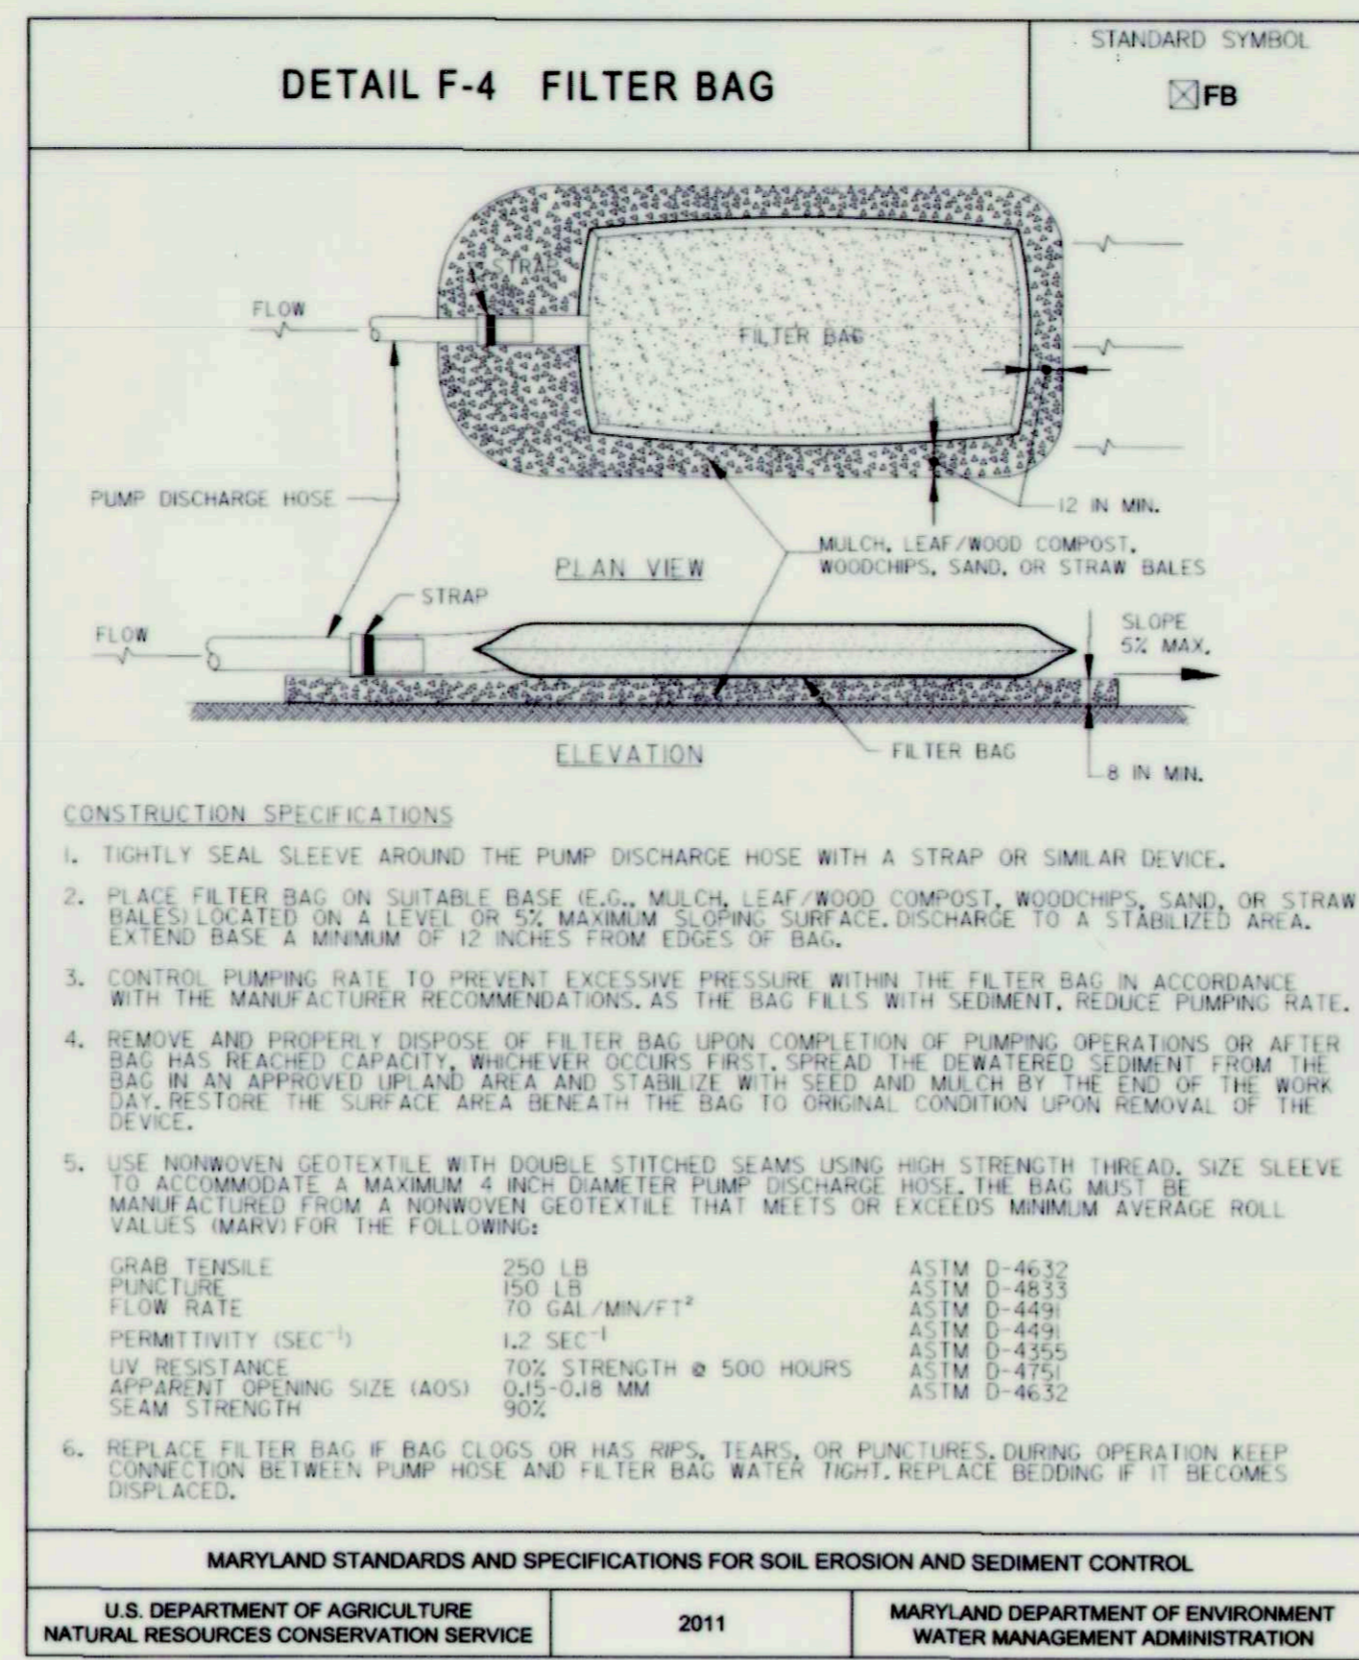 DETAIL F-4 FILTER BAG
STANDARD SYMBOL
FB
STRAP
FLOW
FILTER BAG
PUMP DISCHARGE HOSE
12 IN MIN.
MULCH, LEAF/WOOD COMPOST,
WOODCHIPS, SAND, OR STRAW BALES
PLAN VIEW
STRAP
FLOW
SLOPE
5% MAX.
ELEVATION
FILTER BAG
8 IN MIN.
CONSTRUCTION SPECIFICATIONS
1. TIGHTLY SEAL SLEEVE AROUND THE PUMP DISCHARGE HOSE WITH A STRAP OR SIMILAR DEVICE.
2. PLACE FILTER BAG ON SUITABLE BASE (E.G., MULCH, LEAF/WOOD COMPOST, WOODCHIPS, SAND, OR STRAW
BALES) LOCATED ON A LEVEL OR 5% MAXIMUM SLOPING SURFACE. DISCHARGE TO A STABILIZED AREA.
EXTEND BASE A MINIMUM OF 12 INCHES FROM EDGES OF BAG.
3. CONTROL PUMPING RATE TO PREVENT EXCESSIVE PRESSURE WITHIN THE FILTER BAG IN ACCORDANCE
WITH THE MANUFACTURER RECOMMENDATIONS. AS THE BAG FILLS WITH SEDIMENT, REDUCE PUMPING RATE.
4. REMOVE AND PROPERLY DISPOSE OF FILTER BAG UPON COMPLETION OF PUMPING OPERATIONS OR AFTER
BAG HAS REACHED CAPACITY, WHICHEVER OCCURS FIRST. SPREAD THE DEWATERED SEDIMENT FROM THE
BAG IN AN APPROVED UPLAND AREA AND STABILIZE WITH SEED AND MULCH BY THE END OF THE WORK
DAY. RESTORE THE SURFACE AREA BENEATH THE BAG TO ORIGINAL CONDITION UPON REMOVAL OF THE
DEVICE.
5. USE NONWOVEN GEOTEXTILE WITH DOUBLE STITCHED SEAMS USING HIGH STRENGTH THREAD. SIZE SLEEVE
TO ACCOMMODATE A MAXIMUM 4 INCH DIAMETER PUMP DISCHARGE HOSE. THE BAG MUST BE
MANUFACTURED FROM A NONWOVEN GEOTEXTILE THAT MEETS OR EXCEEDS MINIMUM AVERAGE ROLL
VALUES (MARV) FOR THE FOLLOWING:
GRAB TENSILE 250 LB ASTM D-4632
PUNCTURE 150 LB ASTM D-4833
FLOW RATE 70 GAL/MIN/FT² ASTM D-4491
PERMITTIVITY (SEC⁻¹) 1.2 SEC⁻¹ ASTM D-4491
UV RESISTANCE 70% STRENGTH @ 500 HOURS ASTM D-4355
APPARENT OPENING SIZE (AOS) 0.15-0.18 MM ASTM D-4751
SEAM STRENGTH 90% ASTM D-4632
6. REPLACE FILTER BAG IF BAG CLOGS OR HAS RIPS, TEARS, OR PUNCTURES. DURING OPERATION KEEP
CONNECTION BETWEEN PUMP HOSE AND FILTER BAG WATER TIGHT. REPLACE BEDDING IF IT BECOMES
DISPLACED.
MARYLAND STANDARDS AND SPECIFICATIONS FOR SOIL EROSION AND SEDIMENT CONTROL
U.S. DEPARTMENT OF AGRICULTURE
NATURAL RESOURCES CONSERVATION SERVICE
2011
MARYLAND DEPARTMENT OF ENVIRONMENT
WATER MANAGEMENT ADMINISTRATION